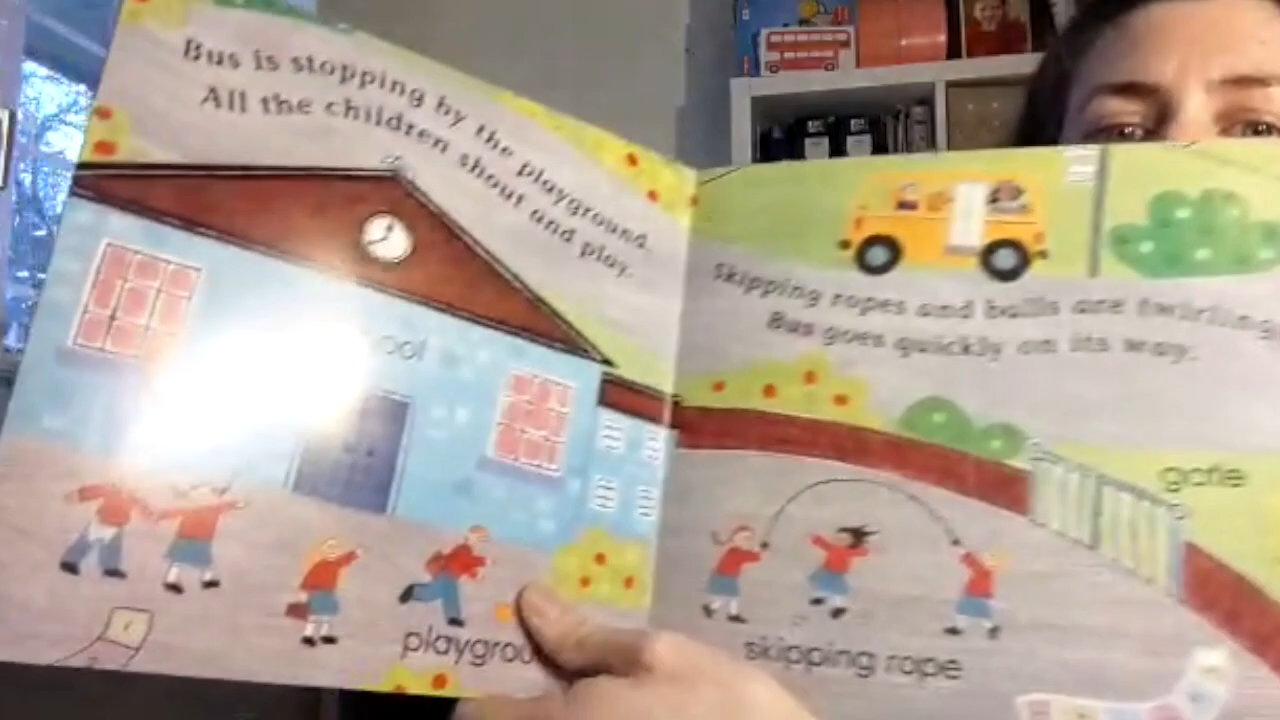 Bus is stopping by the playground.
All the children shout and play.
playgrou
Skipping ropes and balls are twirling
Bus goes quickly on its way.
gate
skipping rope